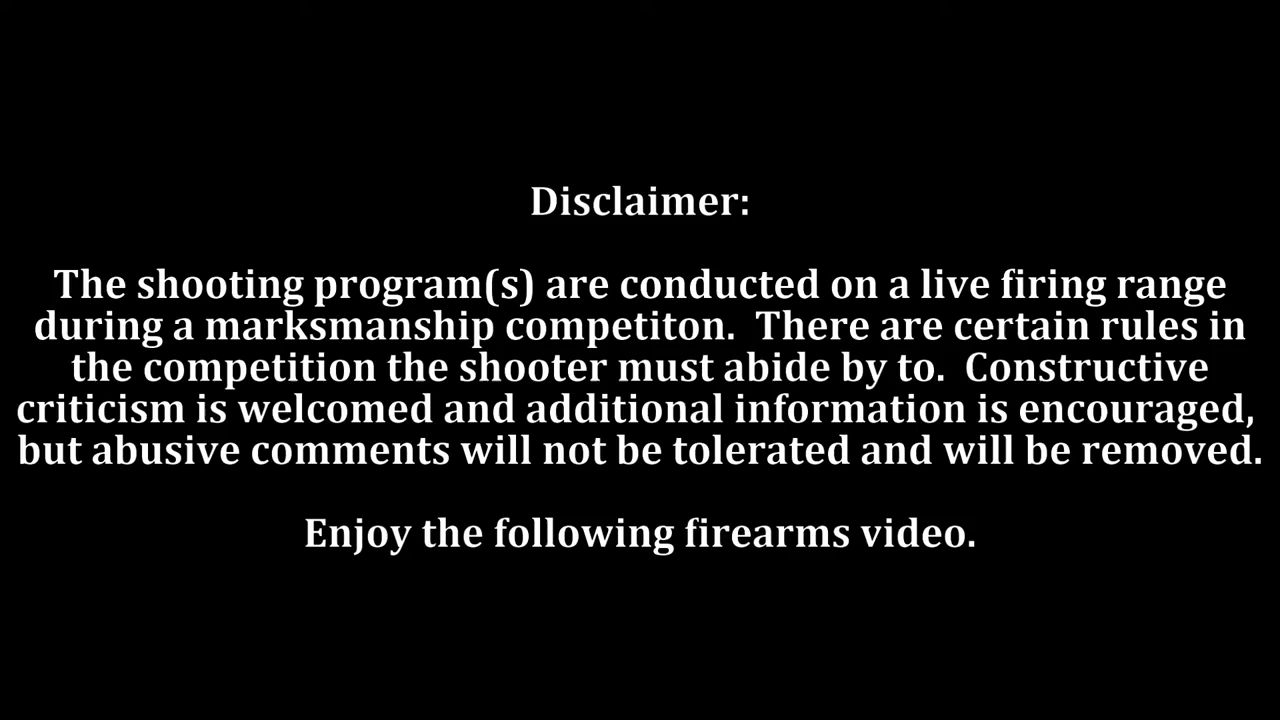 Disclaimer:
The shooting program(s) are conducted on a live firing range
during a marksmanship competiton.  There are certain rules in
the competition the shooter must abide by to.  Constructive
criticism is welcomed and additional information is encouraged,
but abusive comments will not be tolerated and will be removed.
Enjoy the following firearms video.